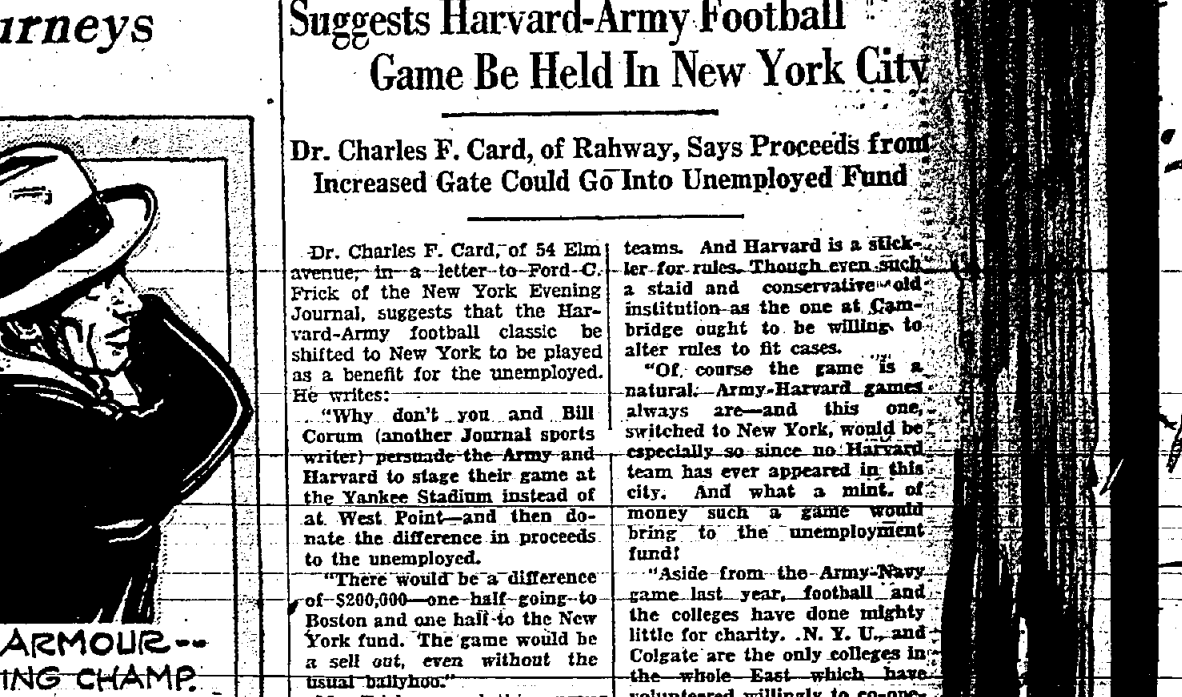 urneys
ARMOUR--
ING CHAMP.
Suggests Harvard-Army Football
Game Be Held In New York City
Dr. Charles F. Card, of Rahway, Says Proceeds from
Increased Gate Could Go Into Unemployed Fund
Dr. Charles F. Card, of 54 Elm
avenue, in a letter to Ford C.
Frick of the New York Evening
Journal, suggests that the Har-
vard-Army football classic be
shifted to New York to be played
as a benefit for the unemployed.
He writes:
"Why don't you and Bill
Corum (another Journal sports
writer) persuade the Army and
Harvard to stage their game at
the Yankee Stadium instead of
at West Point—and then do-
nate the difference in proceeds
to the unemployed.
"There would be a difference
of $200,000—one half going to
Boston and one half to the New
York fund. The game would be
a sell out, even without the
usual ballyhoo."
teams. And Harvard is a stick-
ler for rules. Though even such
a staid and conservative old
institution as the one at Cam-
bridge ought to be willing to
alter rules to fit cases.
"Of course the game is a
natural. Army-Harvard games
always are—and this one,
switched to New York, would be
especially so since no Harvard
team has ever appeared in this
city. And what a mint of
money such a game would
bring to the unemployment
fund!
"Aside from the Army-Navy
game last year, football and
the colleges have done mighty
little for charity. N. Y. U. and
Colgate are the only colleges in
the whole East which have
volunteered willingly to co-ope-